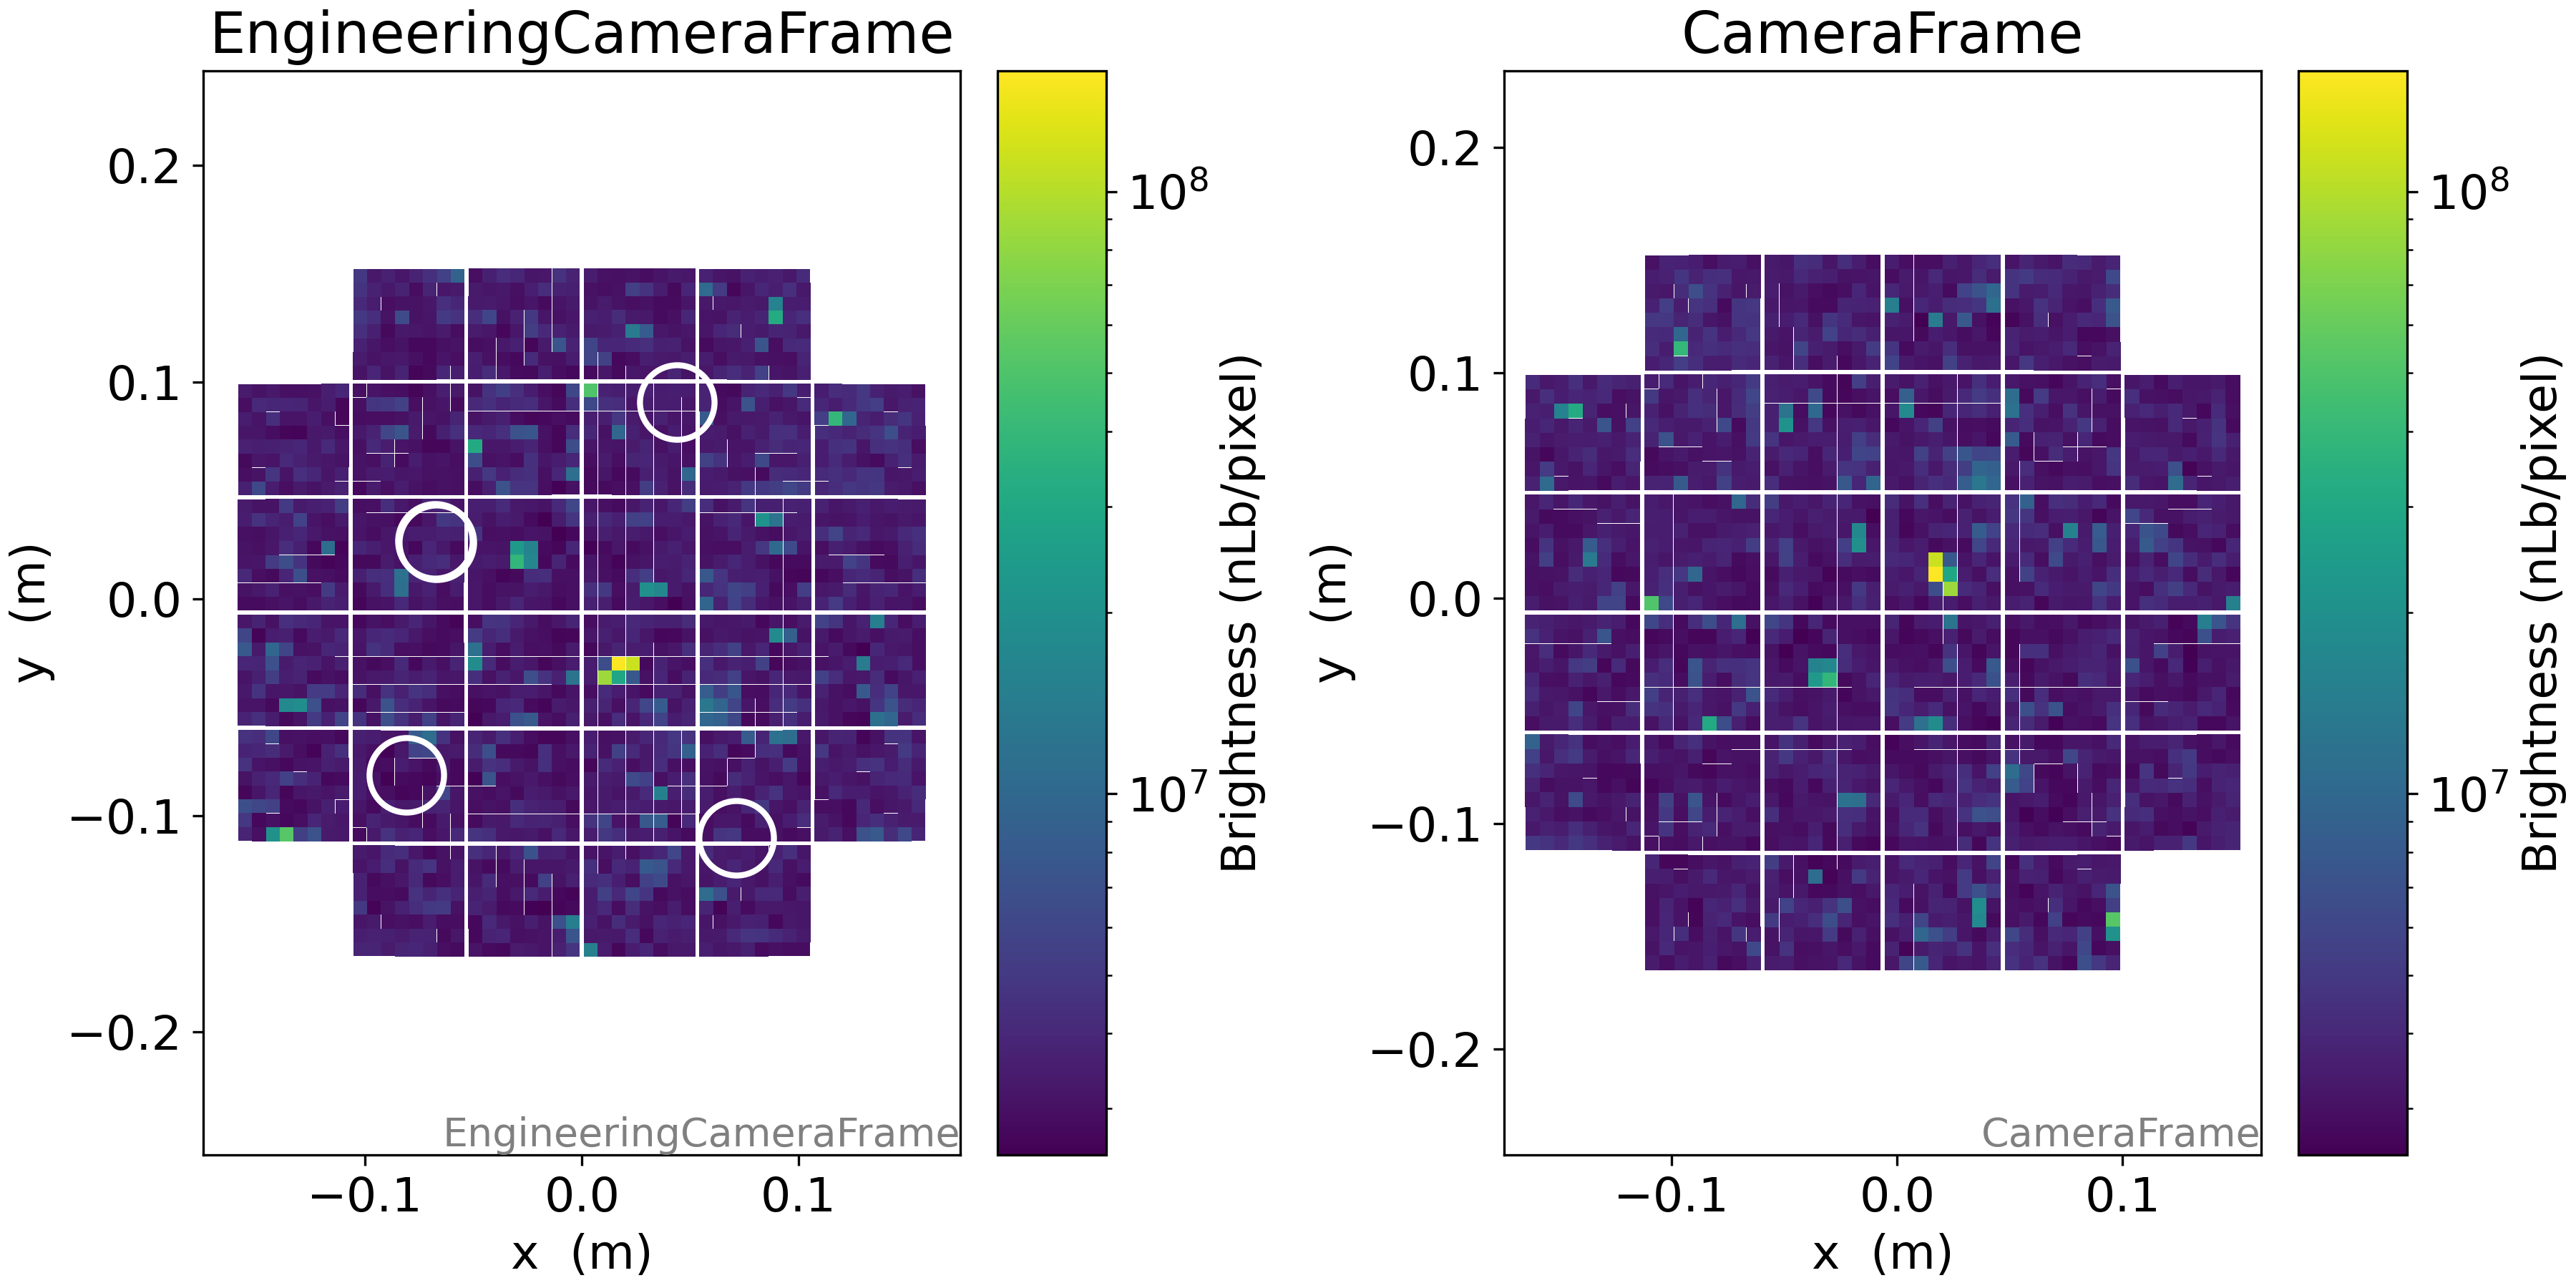 EngineeringCameraFrame
CameraFrame
0.2
0.1
0.0
−0.1
−0.2
y (m)
−0.1 0.0 0.1
x (m)
EngineeringCameraFrame
10⁸
10⁷
Brightness (nLb/pixel)
0.2
0.1
0.0
−0.1
−0.2
y (m)
−0.1 0.0 0.1
x (m)
CameraFrame
10⁸
10⁷
Brightness (nLb/pixel)